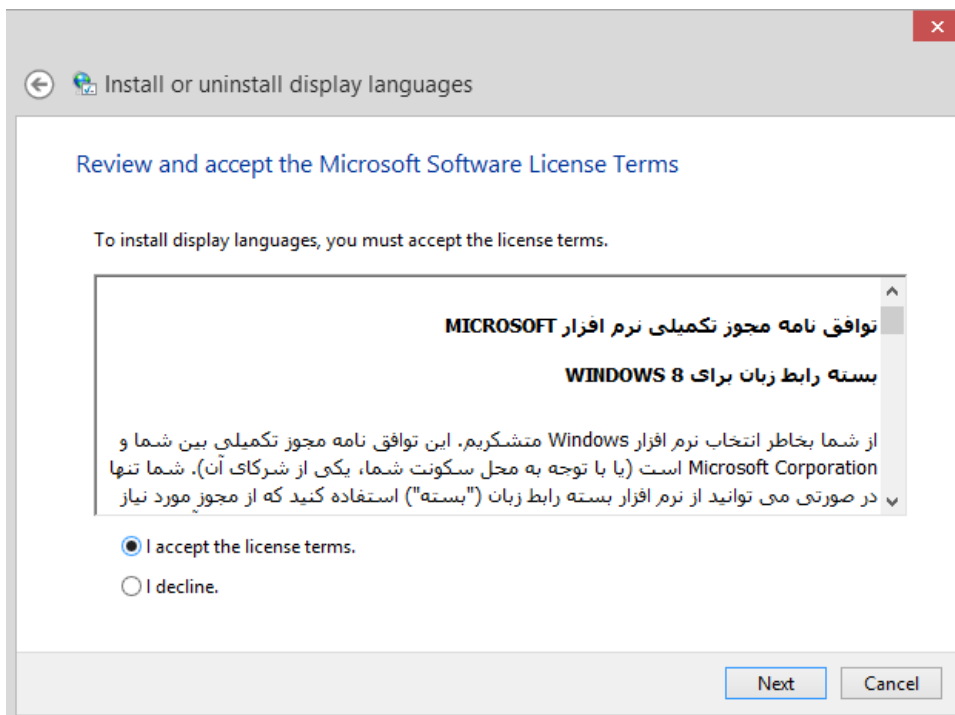 Install or uninstall display languages
Review and accept the Microsoft Software License Terms
To install display languages, you must accept the license terms.
توافق نامه مجوز تکمیلی نرم افزار MICROSOFT
بسته رابط زبان برای WINDOWS 8
از شما بخاطر انتخاب نرم افزار Windows متشکریم. این توافق نامه مجوز تکمیلی بین شما و
Microsoft Corporation است (یا با توجه به محل سکونت شما، یکی از شرکای آن). شما تنها
در صورتی می توانید از نرم افزار بسته رابط زبان ("بسته") استفاده کنید که از مجوز مورد نیاز
I accept the license terms.
I decline.
Next
Cancel